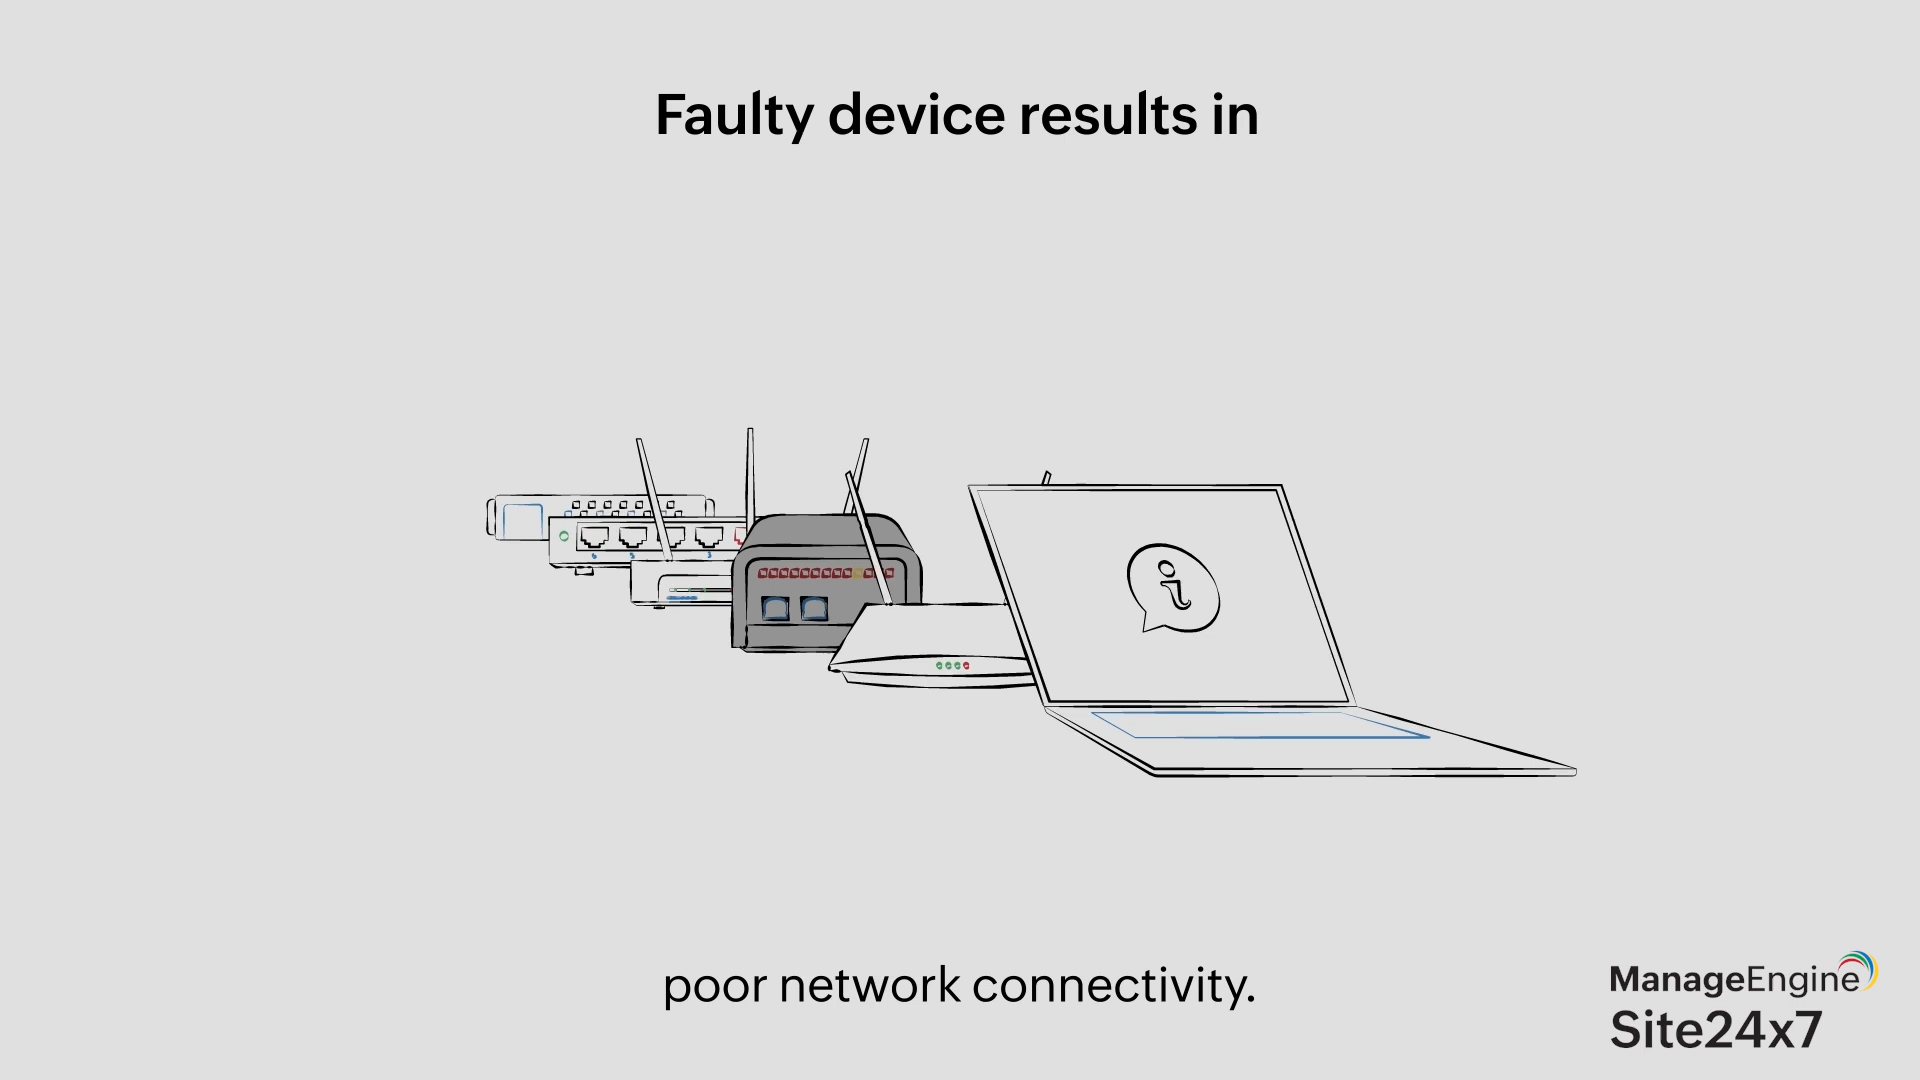 Faulty device results in
poor network connectivity.
ManageEngine
Site24x7